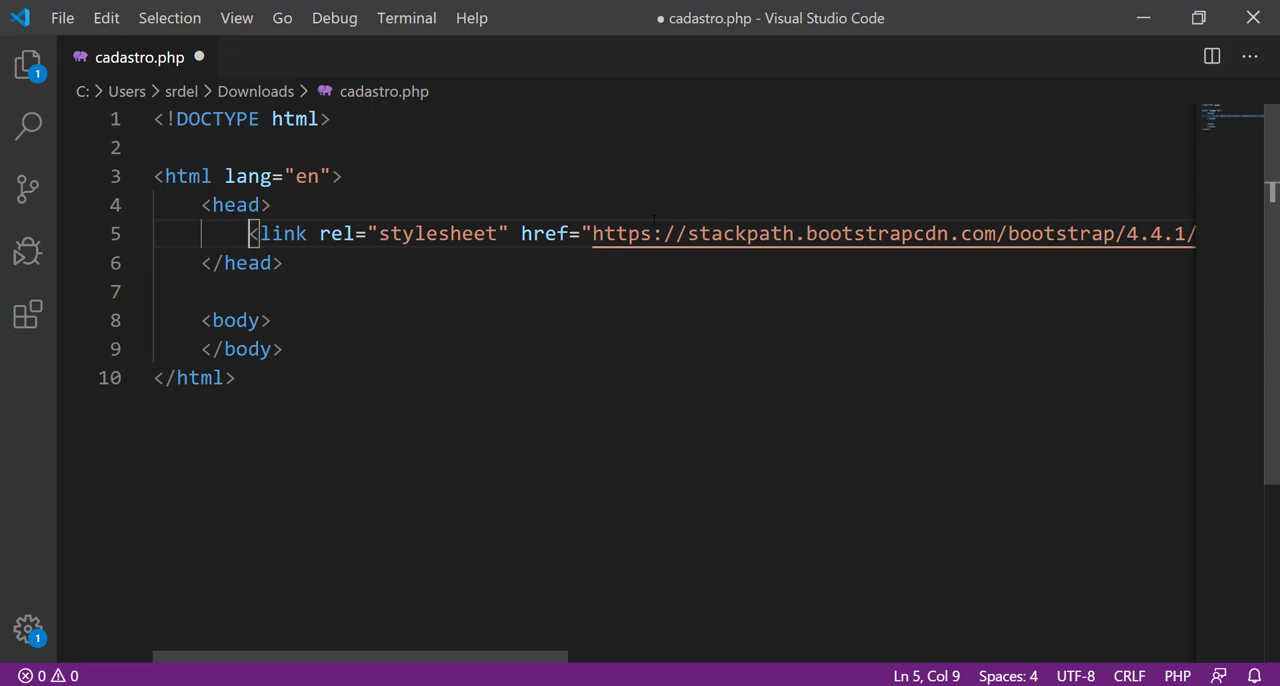 File Edit Selection View Go Debug Terminal Help ● cadastro.php - Visual Studio Code
cadastro.php
C: > Users > srdel > Downloads > cadastro.php
1 <!DOCTYPE html>
2
3 <html lang="en">
4 <head>
5 <link rel="stylesheet" href="https://stackpath.bootstrapcdn.com/bootstrap/4.4.1/
6 </head>
7
8 <body>
9 </body>
10 </html>
1
1
0 0 Ln 5, Col 9 Spaces: 4 UTF-8 CRLF PHP